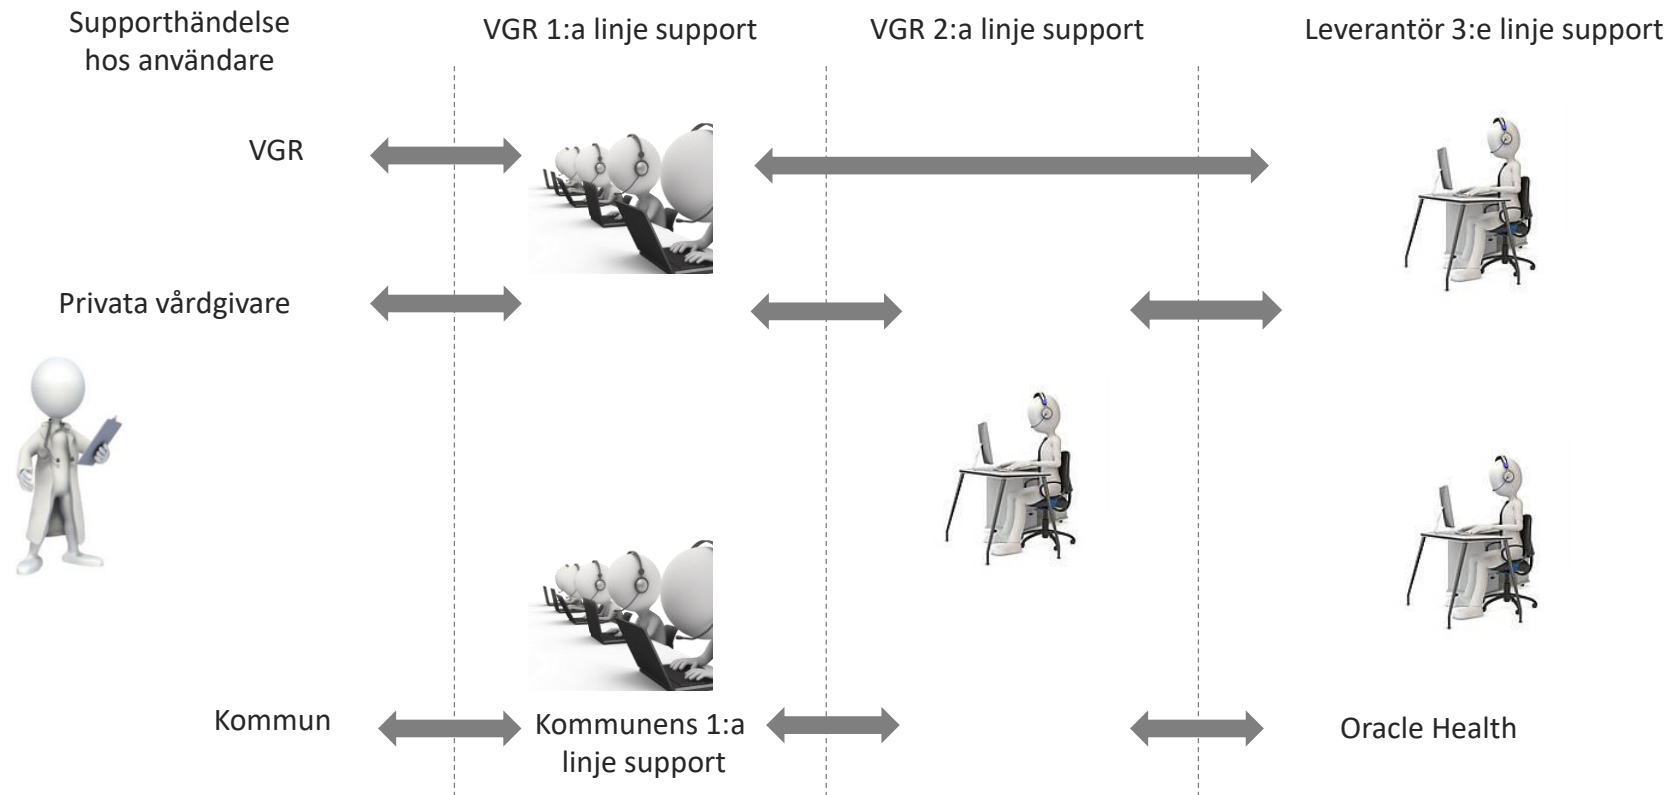 Supporthändelse
hos användare
VGR 1:a linje support
VGR 2:a linje support
Leverantör 3:e linje support
VGR
Privata vårdgivare
Kommun
Kommunens 1:a
linje support
Oracle Health